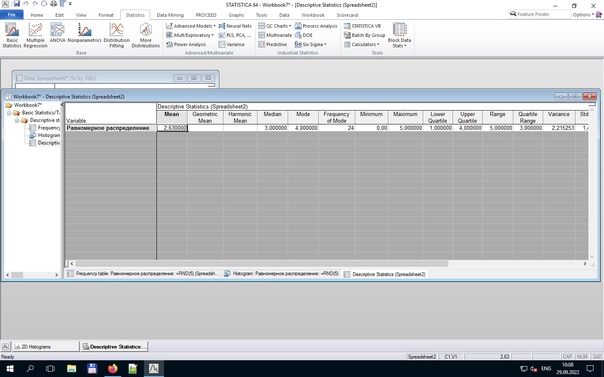 STATISTICA 64 - Workbook7* - [Descriptive Statistics (Spreadsheet2)]
File Home Edit View Insert Format Statistics Data Mining PROCEED Graphs Tools Data Workbook Scorecard Feature Finder Options
Basic Statistics Multiple Regression ANOVA Nonparametrics Distribution Fitting More Distributions
Advanced Models Neural Nets QC Charts Process Analysis STATISTICA VB
Mult/Exploratory PLS, PCA, ... Multivariate DOE Batch By Group
Power Analysis Variance Predictive Six Sigma Calculators Block Data Stats
Base Advanced/Multivariate Industrial Statistics Tools
Data: Spreadsheet2* (1v by 100c)
Workbook7* - Descriptive Statistics (Spreadsheet2)
Workbook7*
Basic Statistics/T
Descriptive st
Frequenc
Histogram
Descriptiv
Descriptive Statistics (Spreadsheet2)
Variable Mean Geometric Mean Harmonic Mean Median Mode Frequency of Mode Minimum Maximum Lower Quartile Upper Quartile Range Quartile Range Variance Std
Равномерное распределение 2,630000 3,000000 4,000000 24 0,00 5,000000 1,000000 4,000000 5,000000 3,000000 2,215253 1,4
Frequency table: Равномерное распределение: =RND(5) (Spreadsh... Histogram: Равномерное распределение: =RND(5) Descriptive Statistics (Spreadsheet2)
2D Histograms Descriptive Statistics:...
Ready Spreadsheet2 C1,V1 2,63 CAP NUM
ENG
10:08
29.09.2022